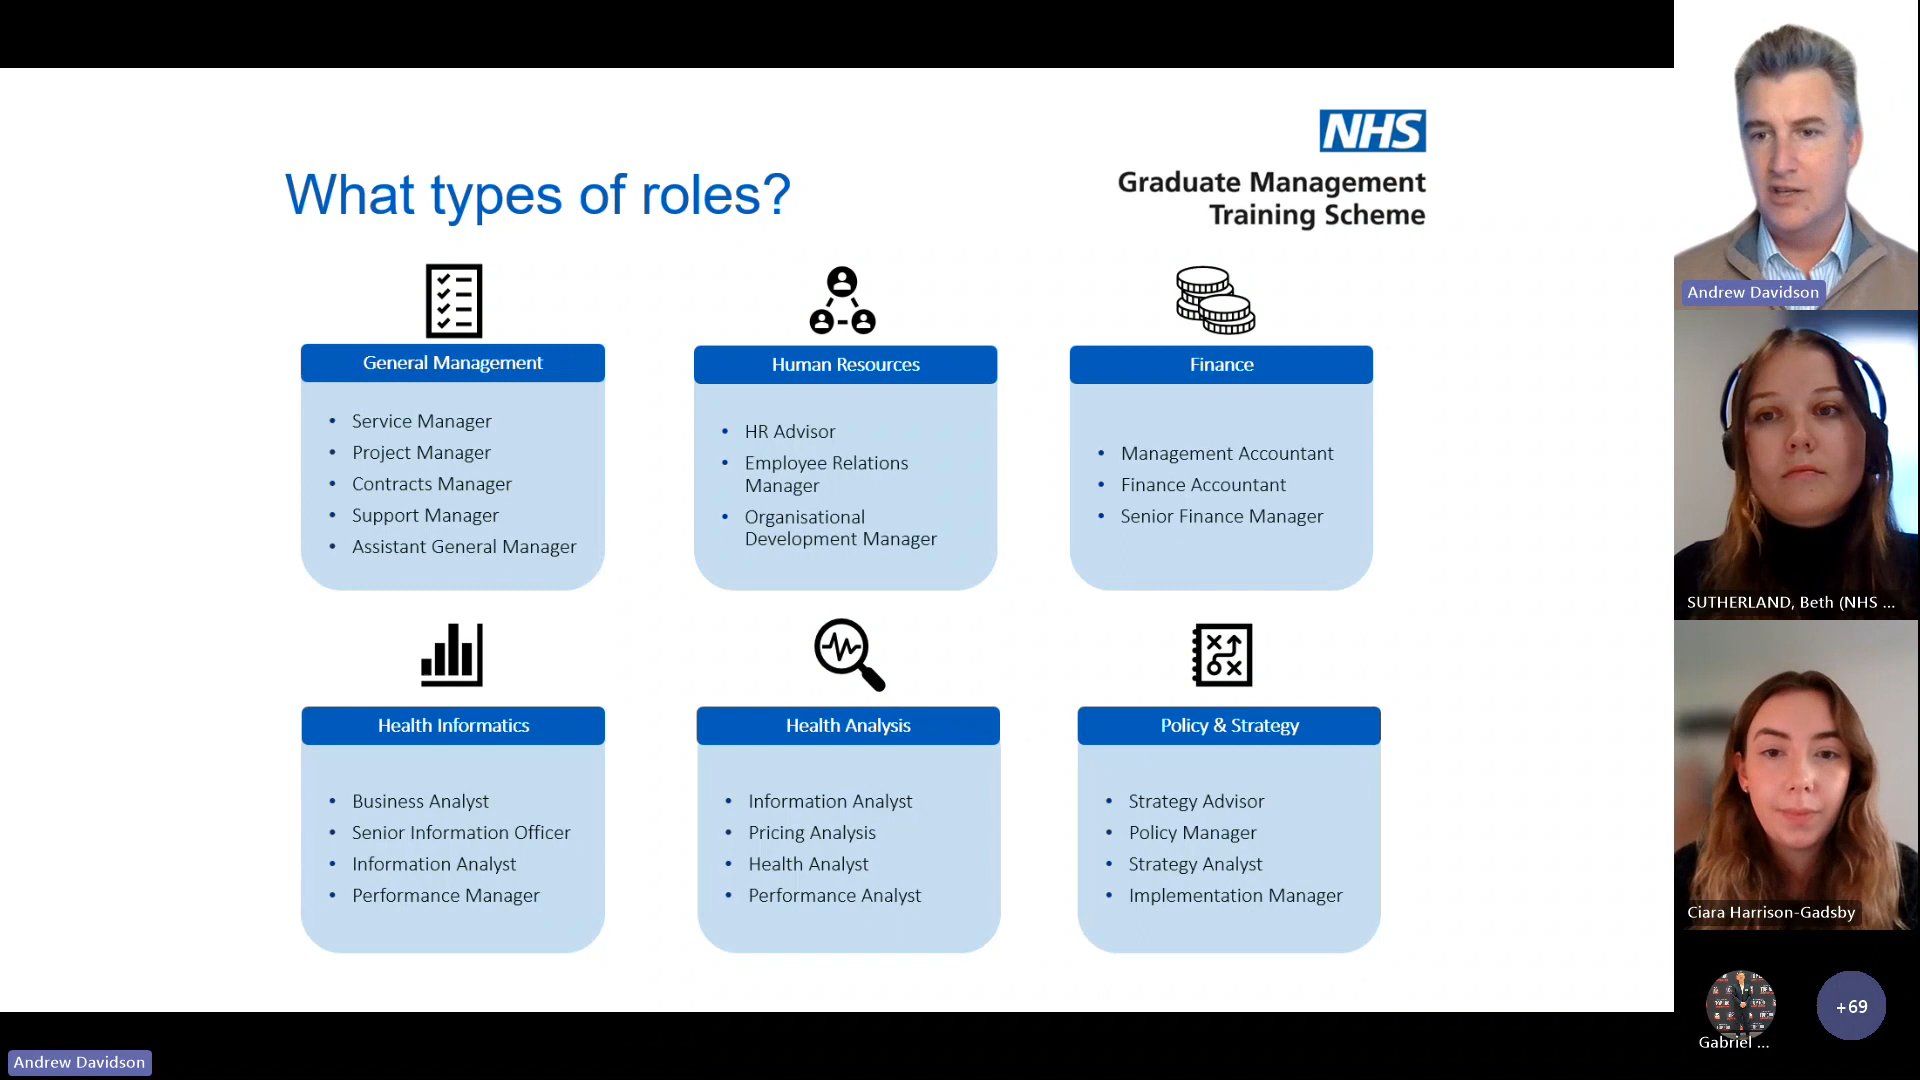 NHS
Graduate Management
Training Scheme
What types of roles?
General Management
Service Manager
Project Manager
Contracts Manager
Support Manager
Assistant General Manager
Human Resources
HR Advisor
Employee Relations
Manager
Organisational
Development Manager
Finance
Management Accountant
Finance Accountant
Senior Finance Manager
Health Informatics
Business Analyst
Senior Information Officer
Information Analyst
Performance Manager
Health Analysis
Information Analyst
Pricing Analysis
Health Analyst
Performance Analyst
Policy & Strategy
Strategy Advisor
Policy Manager
Strategy Analyst
Implementation Manager
Andrew Davidson
SUTHERLAND, Beth (NHS ...
Ciara Harrison-Gadsby
Gabriel ...
+69
Andrew Davidson